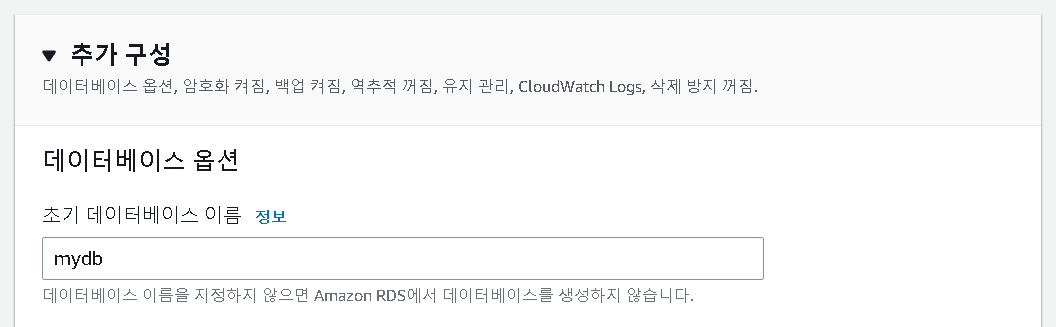 추가 구성
데이터베이스 옵션, 암호화 켜짐, 백업 켜짐, 역추적 꺼짐, 유지 관리, CloudWatch Logs, 삭제 방지 꺼짐.
데이터베이스 옵션
초기 데이터베이스 이름 정보
mydb
데이터베이스 이름을 지정하지 않으면 Amazon RDS에서 데이터베이스를 생성하지 않습니다.